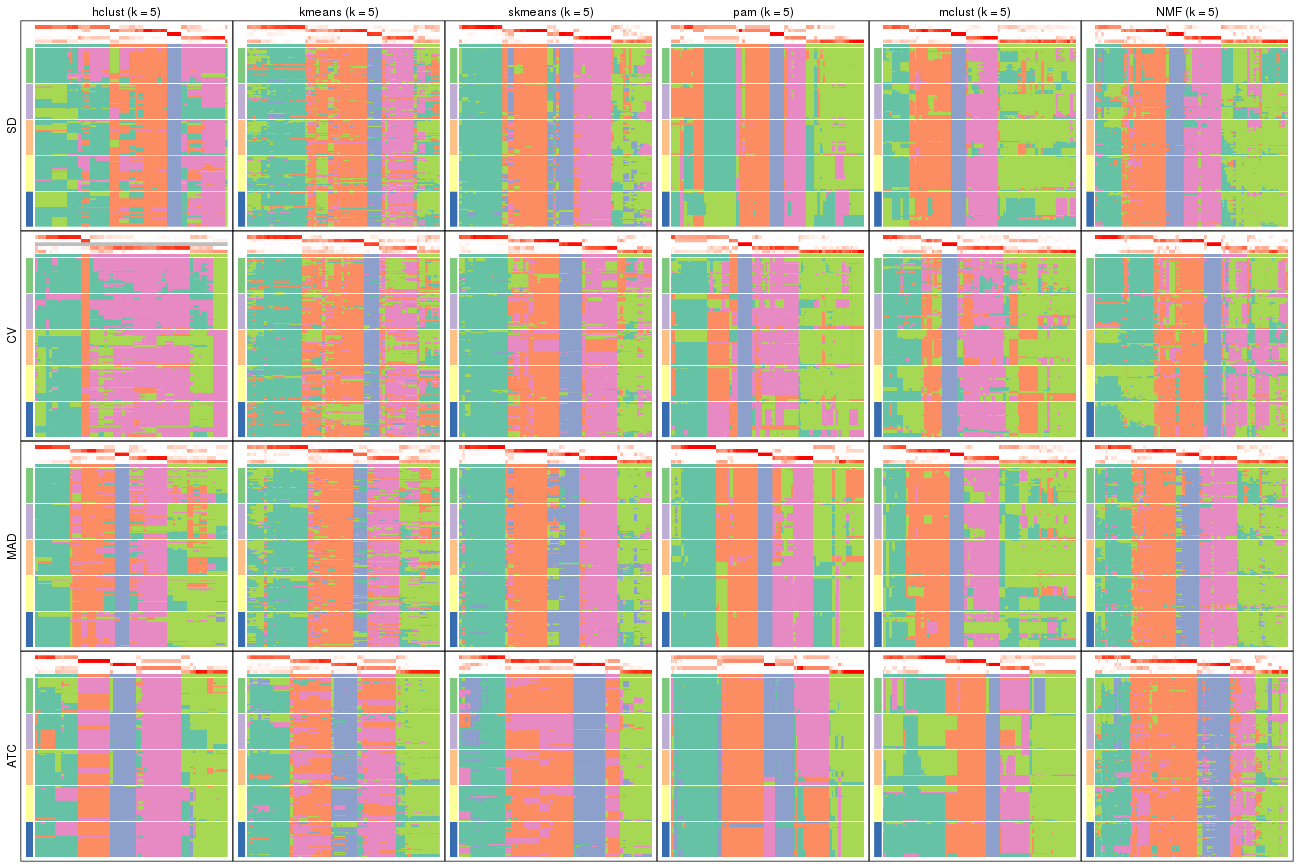 hclust (k = 5) kmeans (k = 5) skmeans (k = 5) pam (k = 5) mclust (k = 5) NMF (k = 5)
SD
CV
MAD
ATC